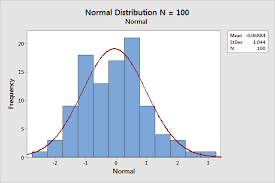 Normal Distribution N = 100
Normal
Mean -0.06884
StDev 1.044
N 100
Frequency
20
15
10
5
0
-2 -1 0 1 2 3
Normal